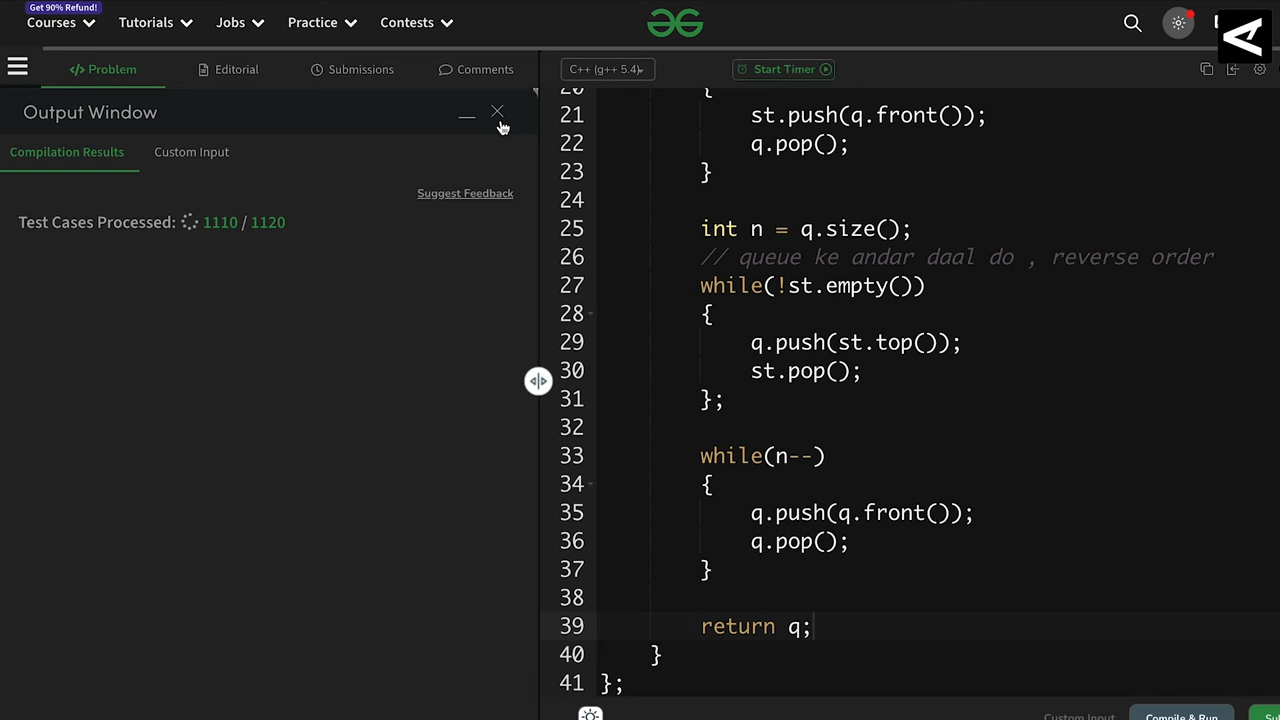 Get 90% Refund!
Courses
Tutorials
Jobs
Practice
Contests
Problem
Editorial
Submissions
Comments
C++ (g++ 5.4)
Start Timer
Output Window
Compilation Results
Custom Input
Suggest Feedback
Test Cases Processed: 1110 / 1120
20 {
21 st.push(q.front());
22 q.pop();
23 }
24
25 int n = q.size();
26 // queue ke andar daal do , reverse order
27 while(!st.empty())
28 {
29 q.push(st.top());
30 st.pop();
31 };
32
33 while(n--)
34 {
35 q.push(q.front());
36 q.pop();
37 }
38
39 return q;
40 }
41 };
Custom Input
Compile & Run